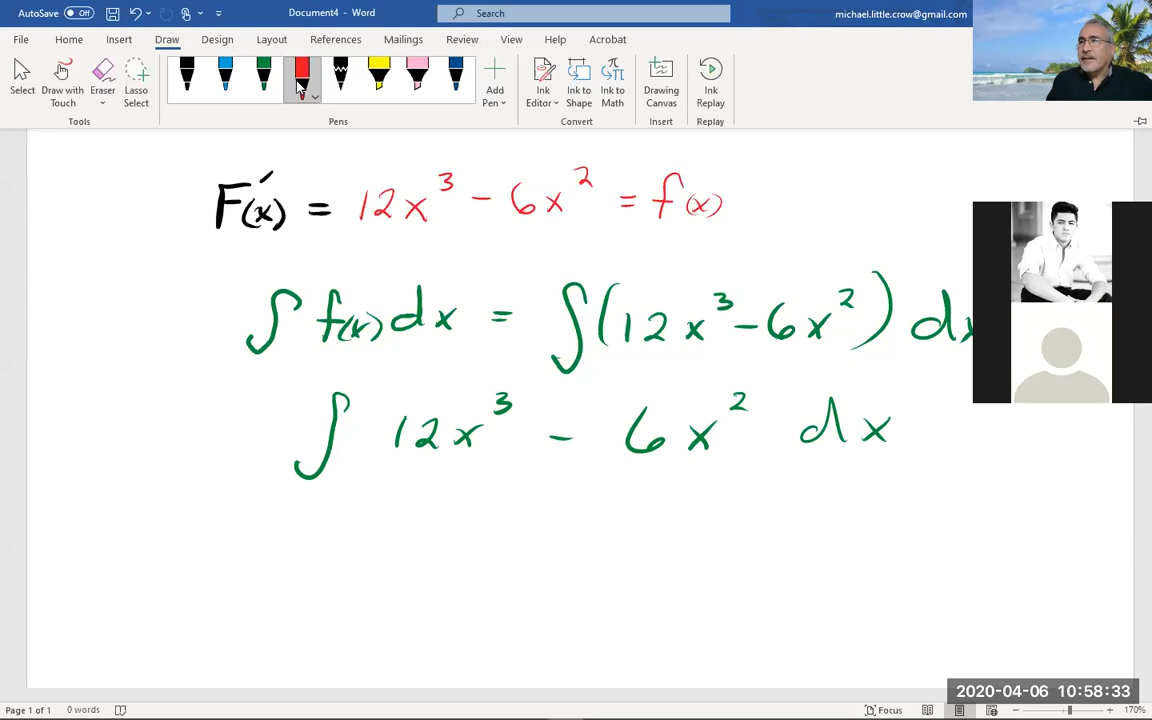 AutoSave Off Document4 - Word Search michael.little.crow@gmail.com
File Home Insert Draw Design Layout References Mailings Review View Help Acrobat
Select Draw with Touch Eraser Lasso Select Add Pen Ink Editor Ink to Shape Ink to Math Drawing Canvas Ink Replay
Tools Pens Convert Insert Replay
F'(x) = 12x³ - 6x² = f(x)
∫ f(x) dx = ∫(12x³ - 6x²) dx
∫ 12x³ - 6x² dx
2020-04-06 10:58:33
Page 1 of 1 0 words Focus 170%